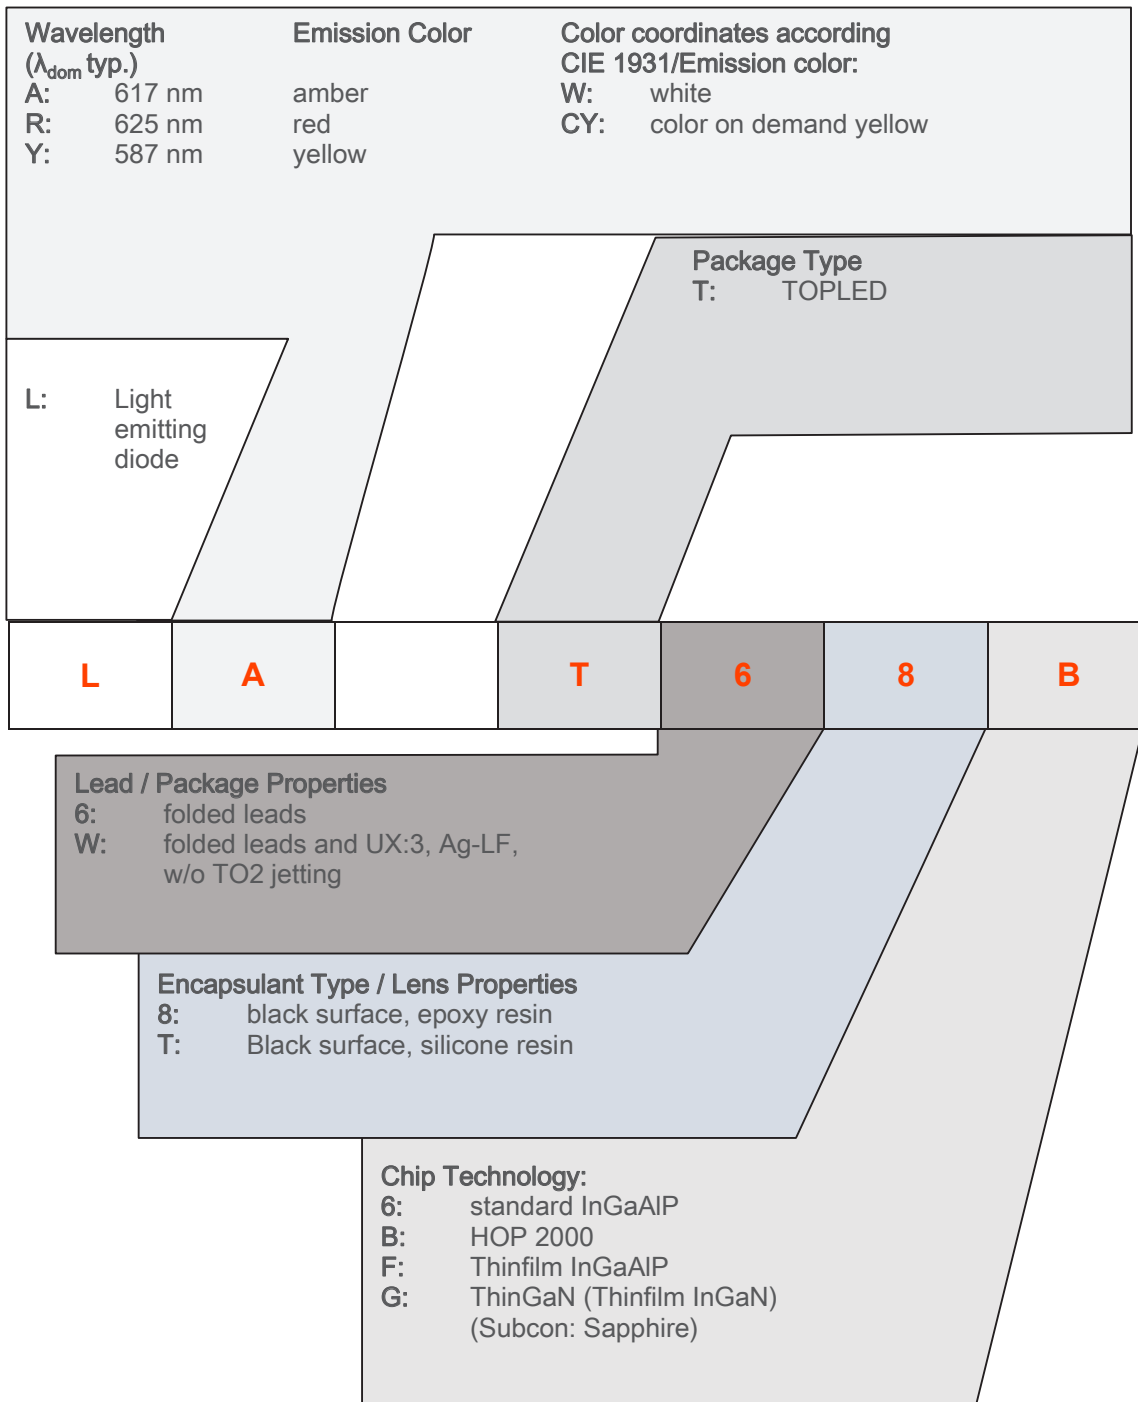 Wavelength Emission Color Color coordinates according
(λdom typ.) CIE 1931/Emission color:
A: 617 nm amber W: white
R: 625 nm red CY: color on demand yellow
Y: 587 nm yellow
Package Type
T: TOPLED
L: Light
emitting
diode
L A T 6 8 B
Lead / Package Properties
6: folded leads
W: folded leads and UX:3, Ag-LF,
w/o TO2 jetting
Encapsulant Type / Lens Properties
8: black surface, epoxy resin
T: Black surface, silicone resin
Chip Technology:
6: standard InGaAlP
B: HOP 2000
F: Thinfilm InGaAlP
G: ThinGaN (Thinfilm InGaN)
(Subcon: Sapphire)